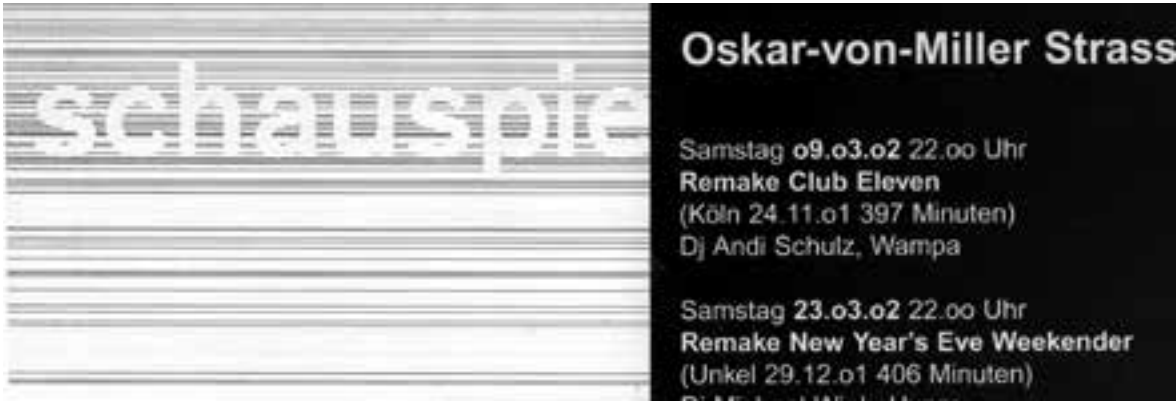 schauspie
Oskar-von-Miller Strass
Samstag o9.o3.o2 22.oo Uhr
Remake Club Eleven
(Köln 24.11.o1 397 Minuten)
Dj Andi Schulz, Wampa
Samstag 23.o3.o2 22.oo Uhr
Remake New Year's Eve Weekender
(Unkel 29.12.o1 406 Minuten)
Dj Michael